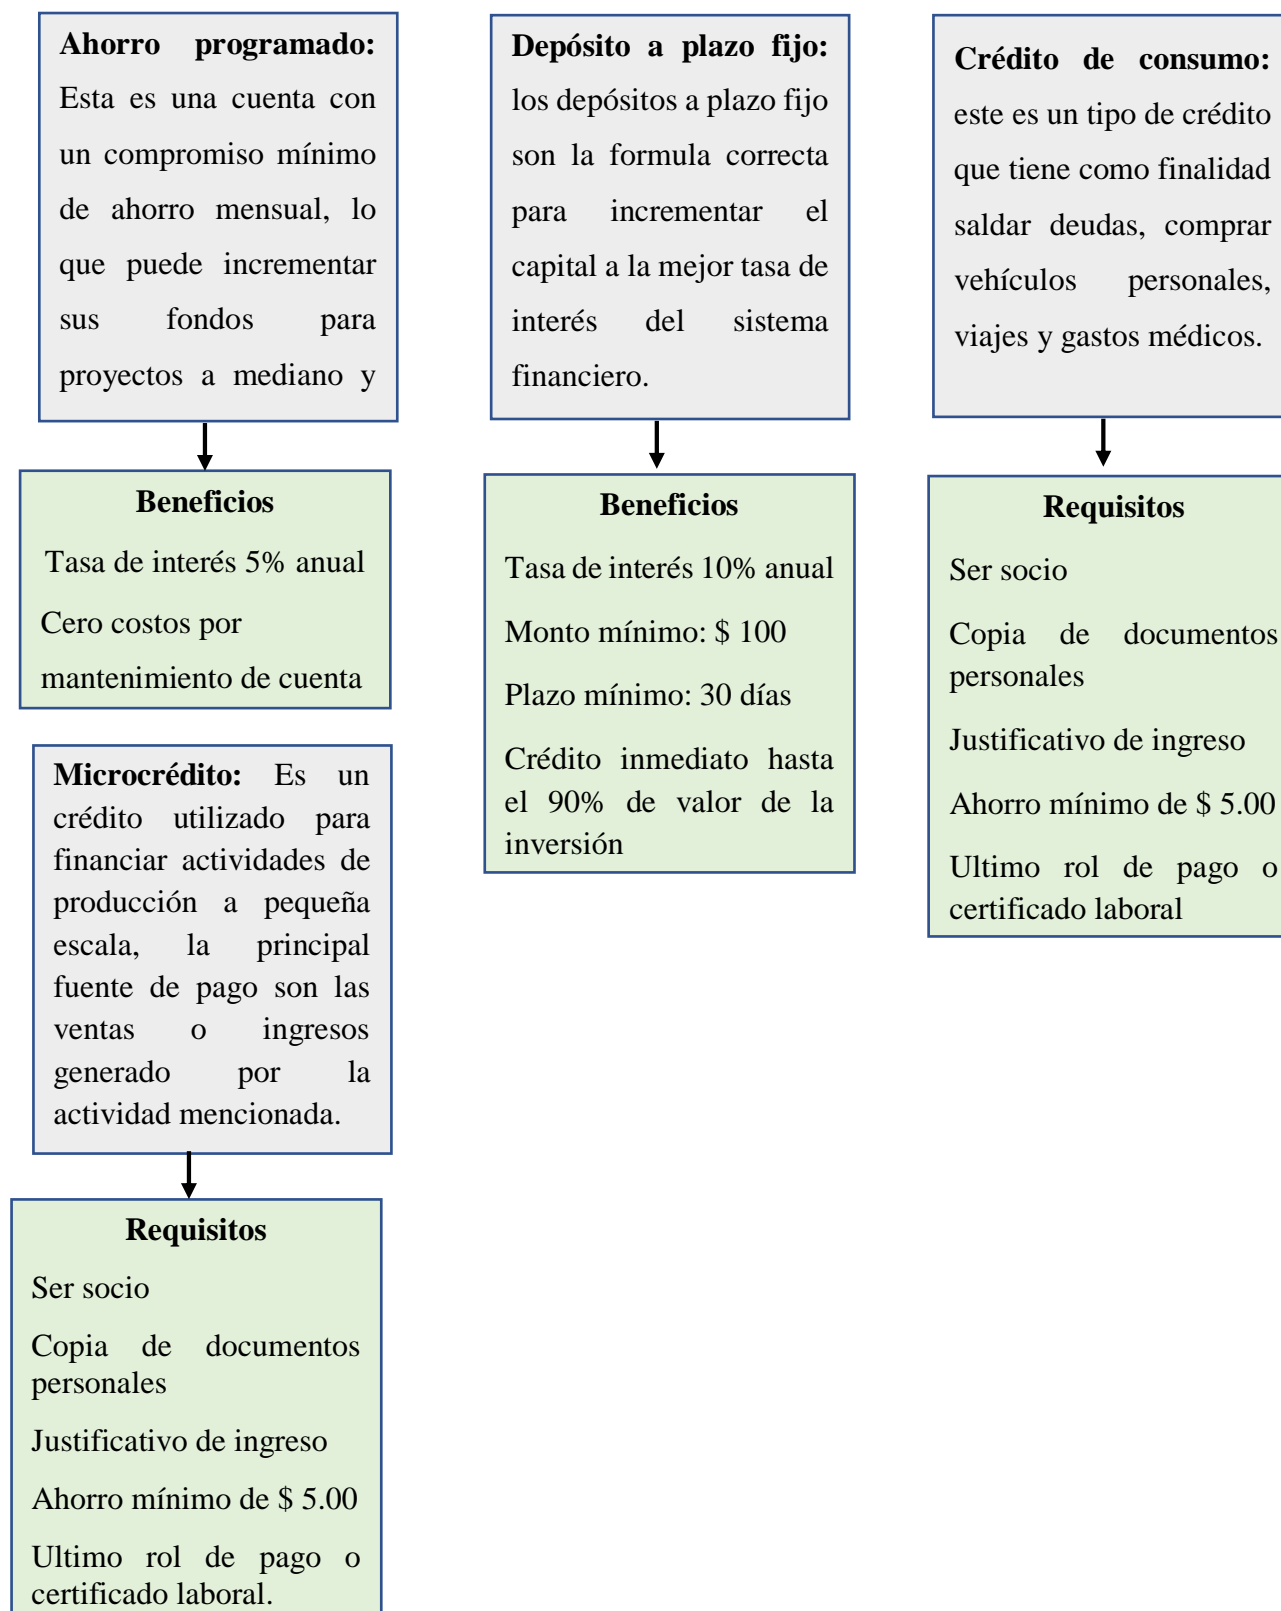 Ahorro programado:
Esta es una cuenta con
un compromiso mínimo
de ahorro mensual, lo
que puede incrementar
sus fondos para
proyectos a mediano y
Beneficios
Tasa de interés 5% anual
Cero costos por
mantenimiento de cuenta
Depósito a plazo fijo:
los depósitos a plazo fijo
son la formula correcta
para incrementar el
capital a la mejor tasa de
interés del sistema
financiero.
Beneficios
Tasa de interés 10% anual
Monto mínimo: $ 100
Plazo mínimo: 30 días
Crédito inmediato hasta
el 90% de valor de la
inversión
Crédito de consumo:
este es un tipo de crédito
que tiene como finalidad
saldar deudas, comprar
vehículos personales,
viajes y gastos médicos.
Requisitos
Ser socio
Copia de documentos
personales
Justificativo de ingreso
Ahorro mínimo de $ 5.00
Ultimo rol de pago o
certificado laboral
Microcrédito: Es un
crédito utilizado para
financiar actividades de
producción a pequeña
escala, la principal
fuente de pago son las
ventas o ingresos
generado por la
actividad mencionada.
Requisitos
Ser socio
Copia de documentos
personales
Justificativo de ingreso
Ahorro mínimo de $ 5.00
Ultimo rol de pago o
certificado laboral.